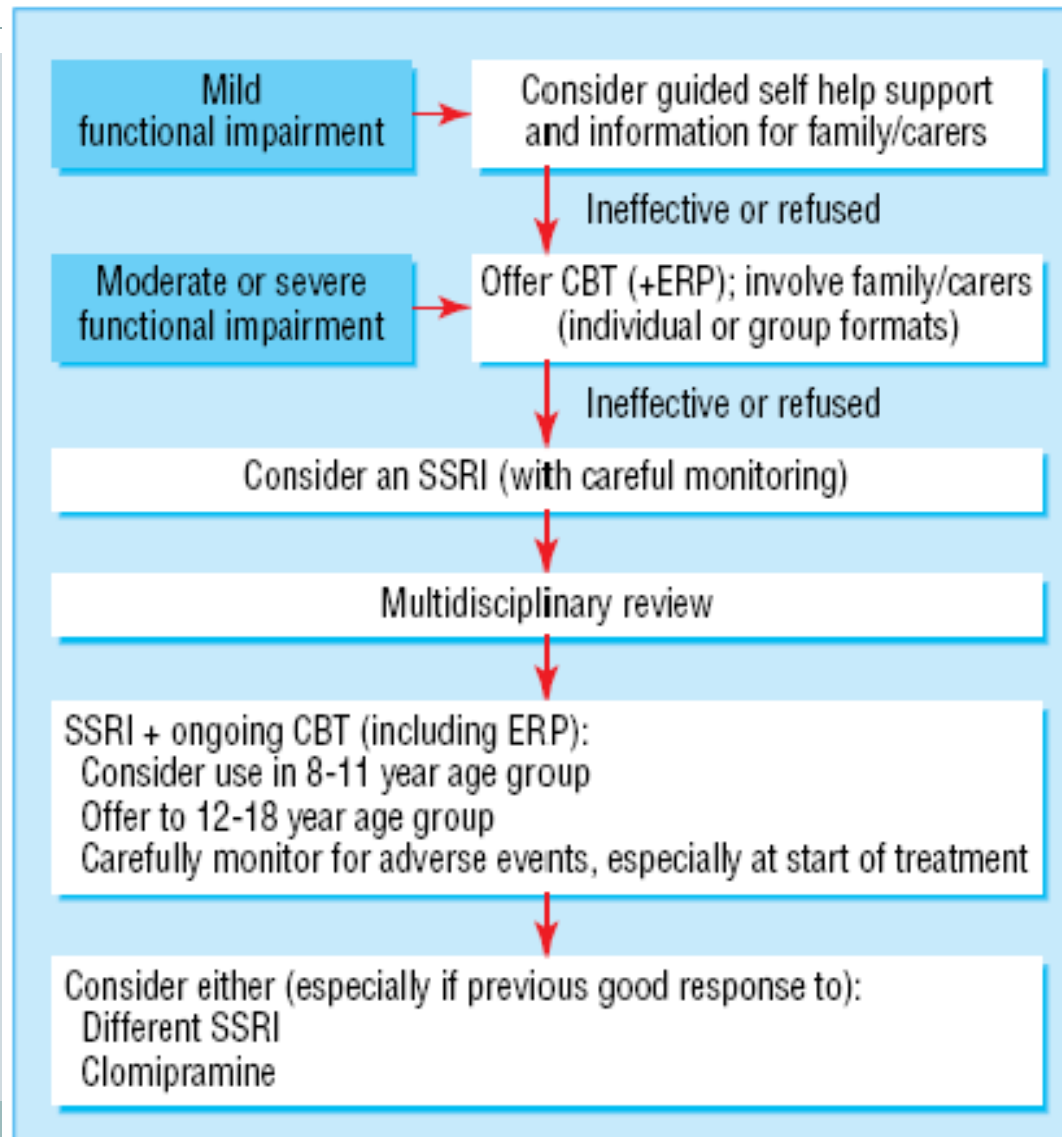 Mild
functional impairment
Consider guided self help support
and information for family/carers
Ineffective or refused
Moderate or severe
functional impairment
Offer CBT (+ERP); involve family/carers
(individual or group formats)
Ineffective or refused
Consider an SSRI (with careful monitoring)
Multidisciplinary review
SSRI + ongoing CBT (including ERP):
Consider use in 8-11 year age group
Offer to 12-18 year age group
Carefully monitor for adverse events, especially at start of treatment
Consider either (especially if previous good response to):
Different SSRI
Clomipramine